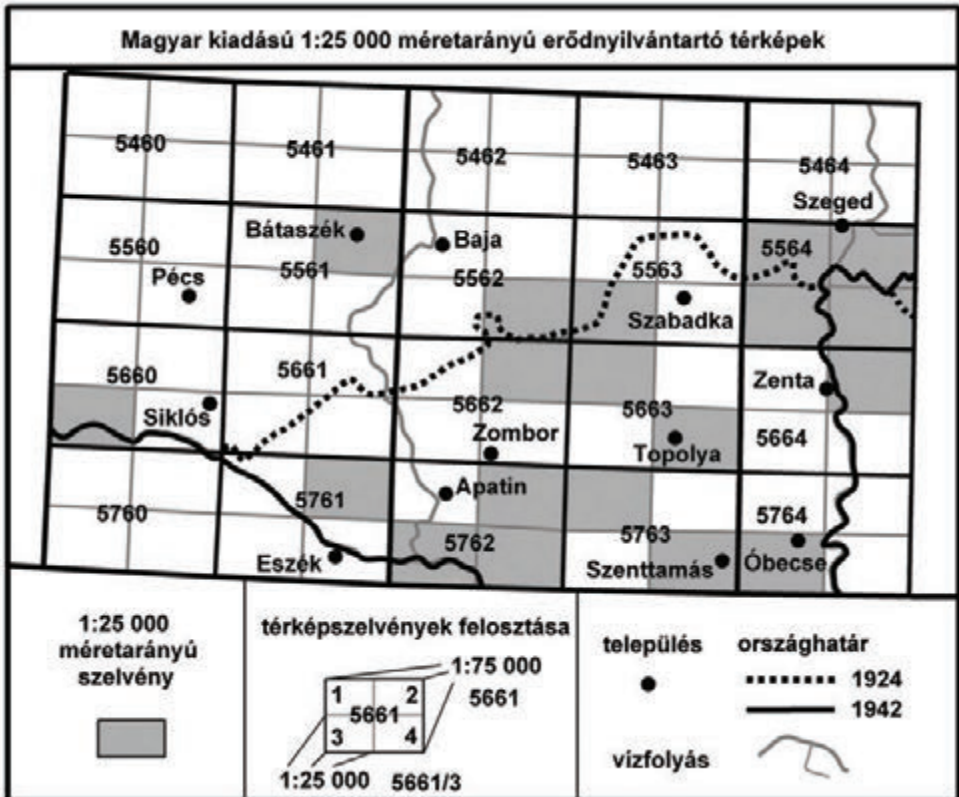 Magyar kiadású 1:25 000 méretarányú erődnyilvántartó térképek
5460
5461
5462
5463
5464
Szeged
Bátaszék
Baja
5560
5561
5562
5563
5564
Pécs
Szabadka
5660
5661
5662
5663
Zenta
Siklós
Zombor
Topolya
5664
Apatin
5760
5761
5762
5763
5764
Eszék
Szenttamás
Óbecse
1:25 000
méretarányú
szelvény
térképszelvények felosztása
1:75 000
1 2
5661
5661
3 4
1:25 000 5661/3
település
országhatár
1924
1942
vízfolyás